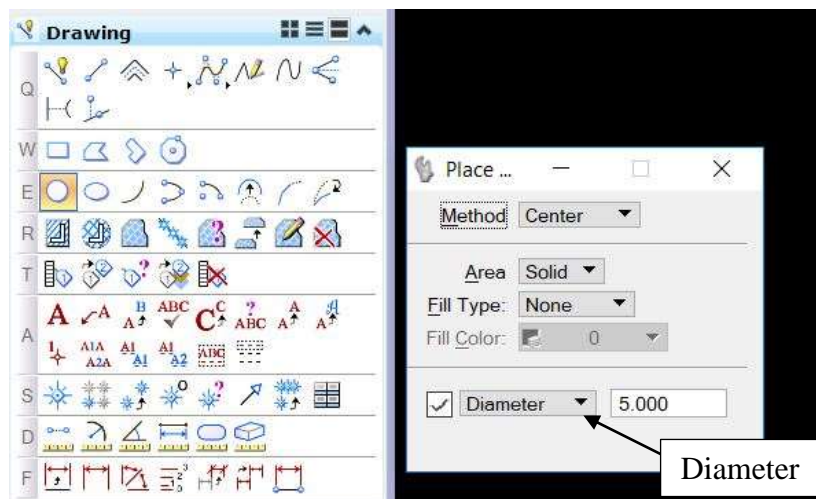 Drawing
Q
W
E
R
T
A
S
D
F
Place ...
Method Center
Area Solid
Fill Type: None
Fill Color: 0
Diameter 5.000
Diameter